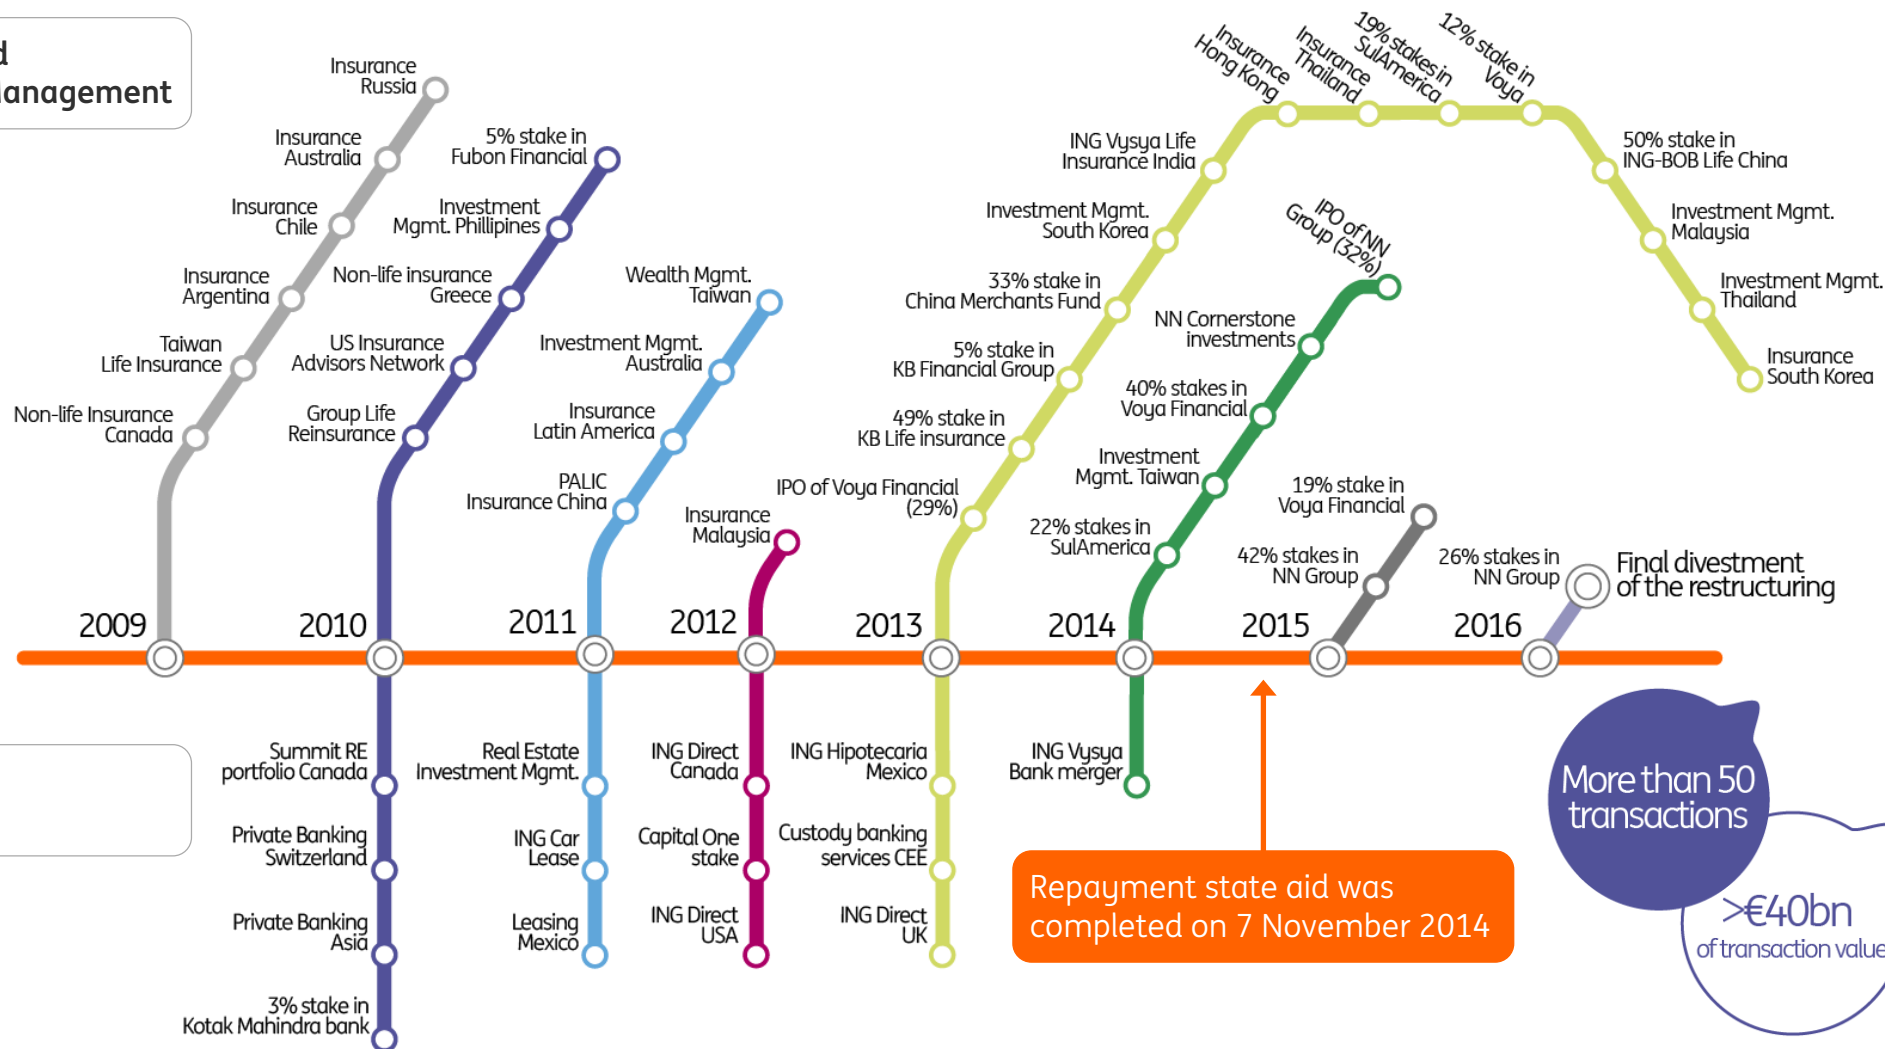 d
Management
Insurance
Russia
Insurance
Australia
Insurance
Chile
Insurance
Argentina
Taiwan
Life Insurance
Non-life Insurance
Canada
5% stake in
Fubon Financial
Investment
Mgmt. Phillipines
Non-life insurance
Greece
US Insurance
Advisors Network
Group Life
Reinsurance
Wealth Mgmt.
Taiwan
Investment Mgmt.
Australia
Insurance
Latin America
PALIC
Insurance China
Insurance
Malaysia
Insurance
Hong Kong
Insurance
Thailand
19% stakes in
SulAmerica
12% stake in
Voya
ING Vysya Life
Insurance India
Investment Mgmt.
South Korea
33% stake in
China Merchants Fund
5% stake in
KB Financial Group
49% stake in
KB Life insurance
IPO of Voya Financial
(29%)
50% stake in
ING-BOB Life China
Investment Mgmt.
Malaysia
Investment Mgmt.
Thailand
Insurance
South Korea
IPO of NN
Group (32%)
NN Cornerstone
investments
40% stakes in
Voya Financial
Investment
Mgmt. Taiwan
22% stakes in
SulAmerica
19% stake in
Voya Financial
42% stakes in
NN Group
26% stakes in
NN Group
Final divestment
of the restructuring
2009
2010
2011
2012
2013
2014
2015
2016
Summit RE
portfolio Canada
Private Banking
Switzerland
Private Banking
Asia
3% stake in
Kotak Mahindra bank
Real Estate
Investment Mgmt.
ING Car
Lease
Leasing
Mexico
ING Direct
Canada
Capital One
stake
ING Direct
USA
ING Hipotecaria
Mexico
Custody banking
services CEE
ING Direct
UK
ING Vysya
Bank merger
Repayment state aid was
completed on 7 November 2014
More than 50
transactions
>€40bn
of transaction value